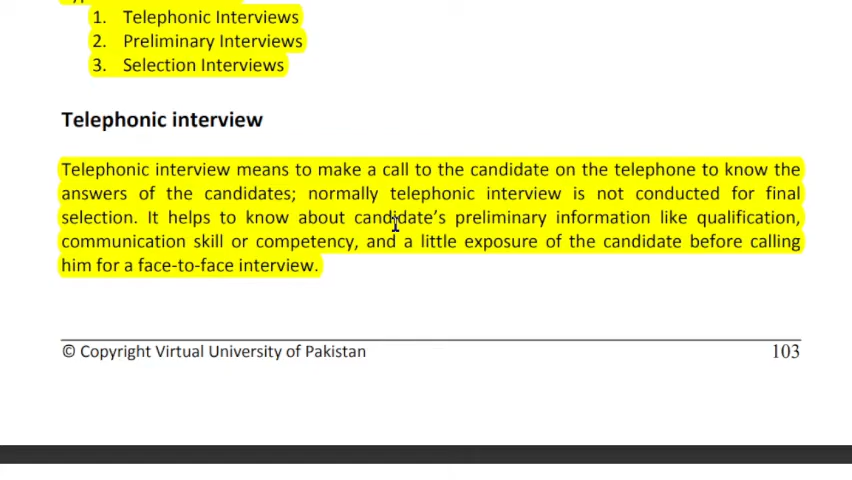 1. Telephonic Interviews
2. Preliminary Interviews
3. Selection Interviews
Telephonic interview
Telephonic interview means to make a call to the candidate on the telephone to know the
answers of the candidates; normally telephonic interview is not conducted for final
selection. It helps to know about candidate’s preliminary information like qualification,
communication skill or competency, and a little exposure of the candidate before calling
him for a face-to-face interview.
© Copyright Virtual University of Pakistan 103